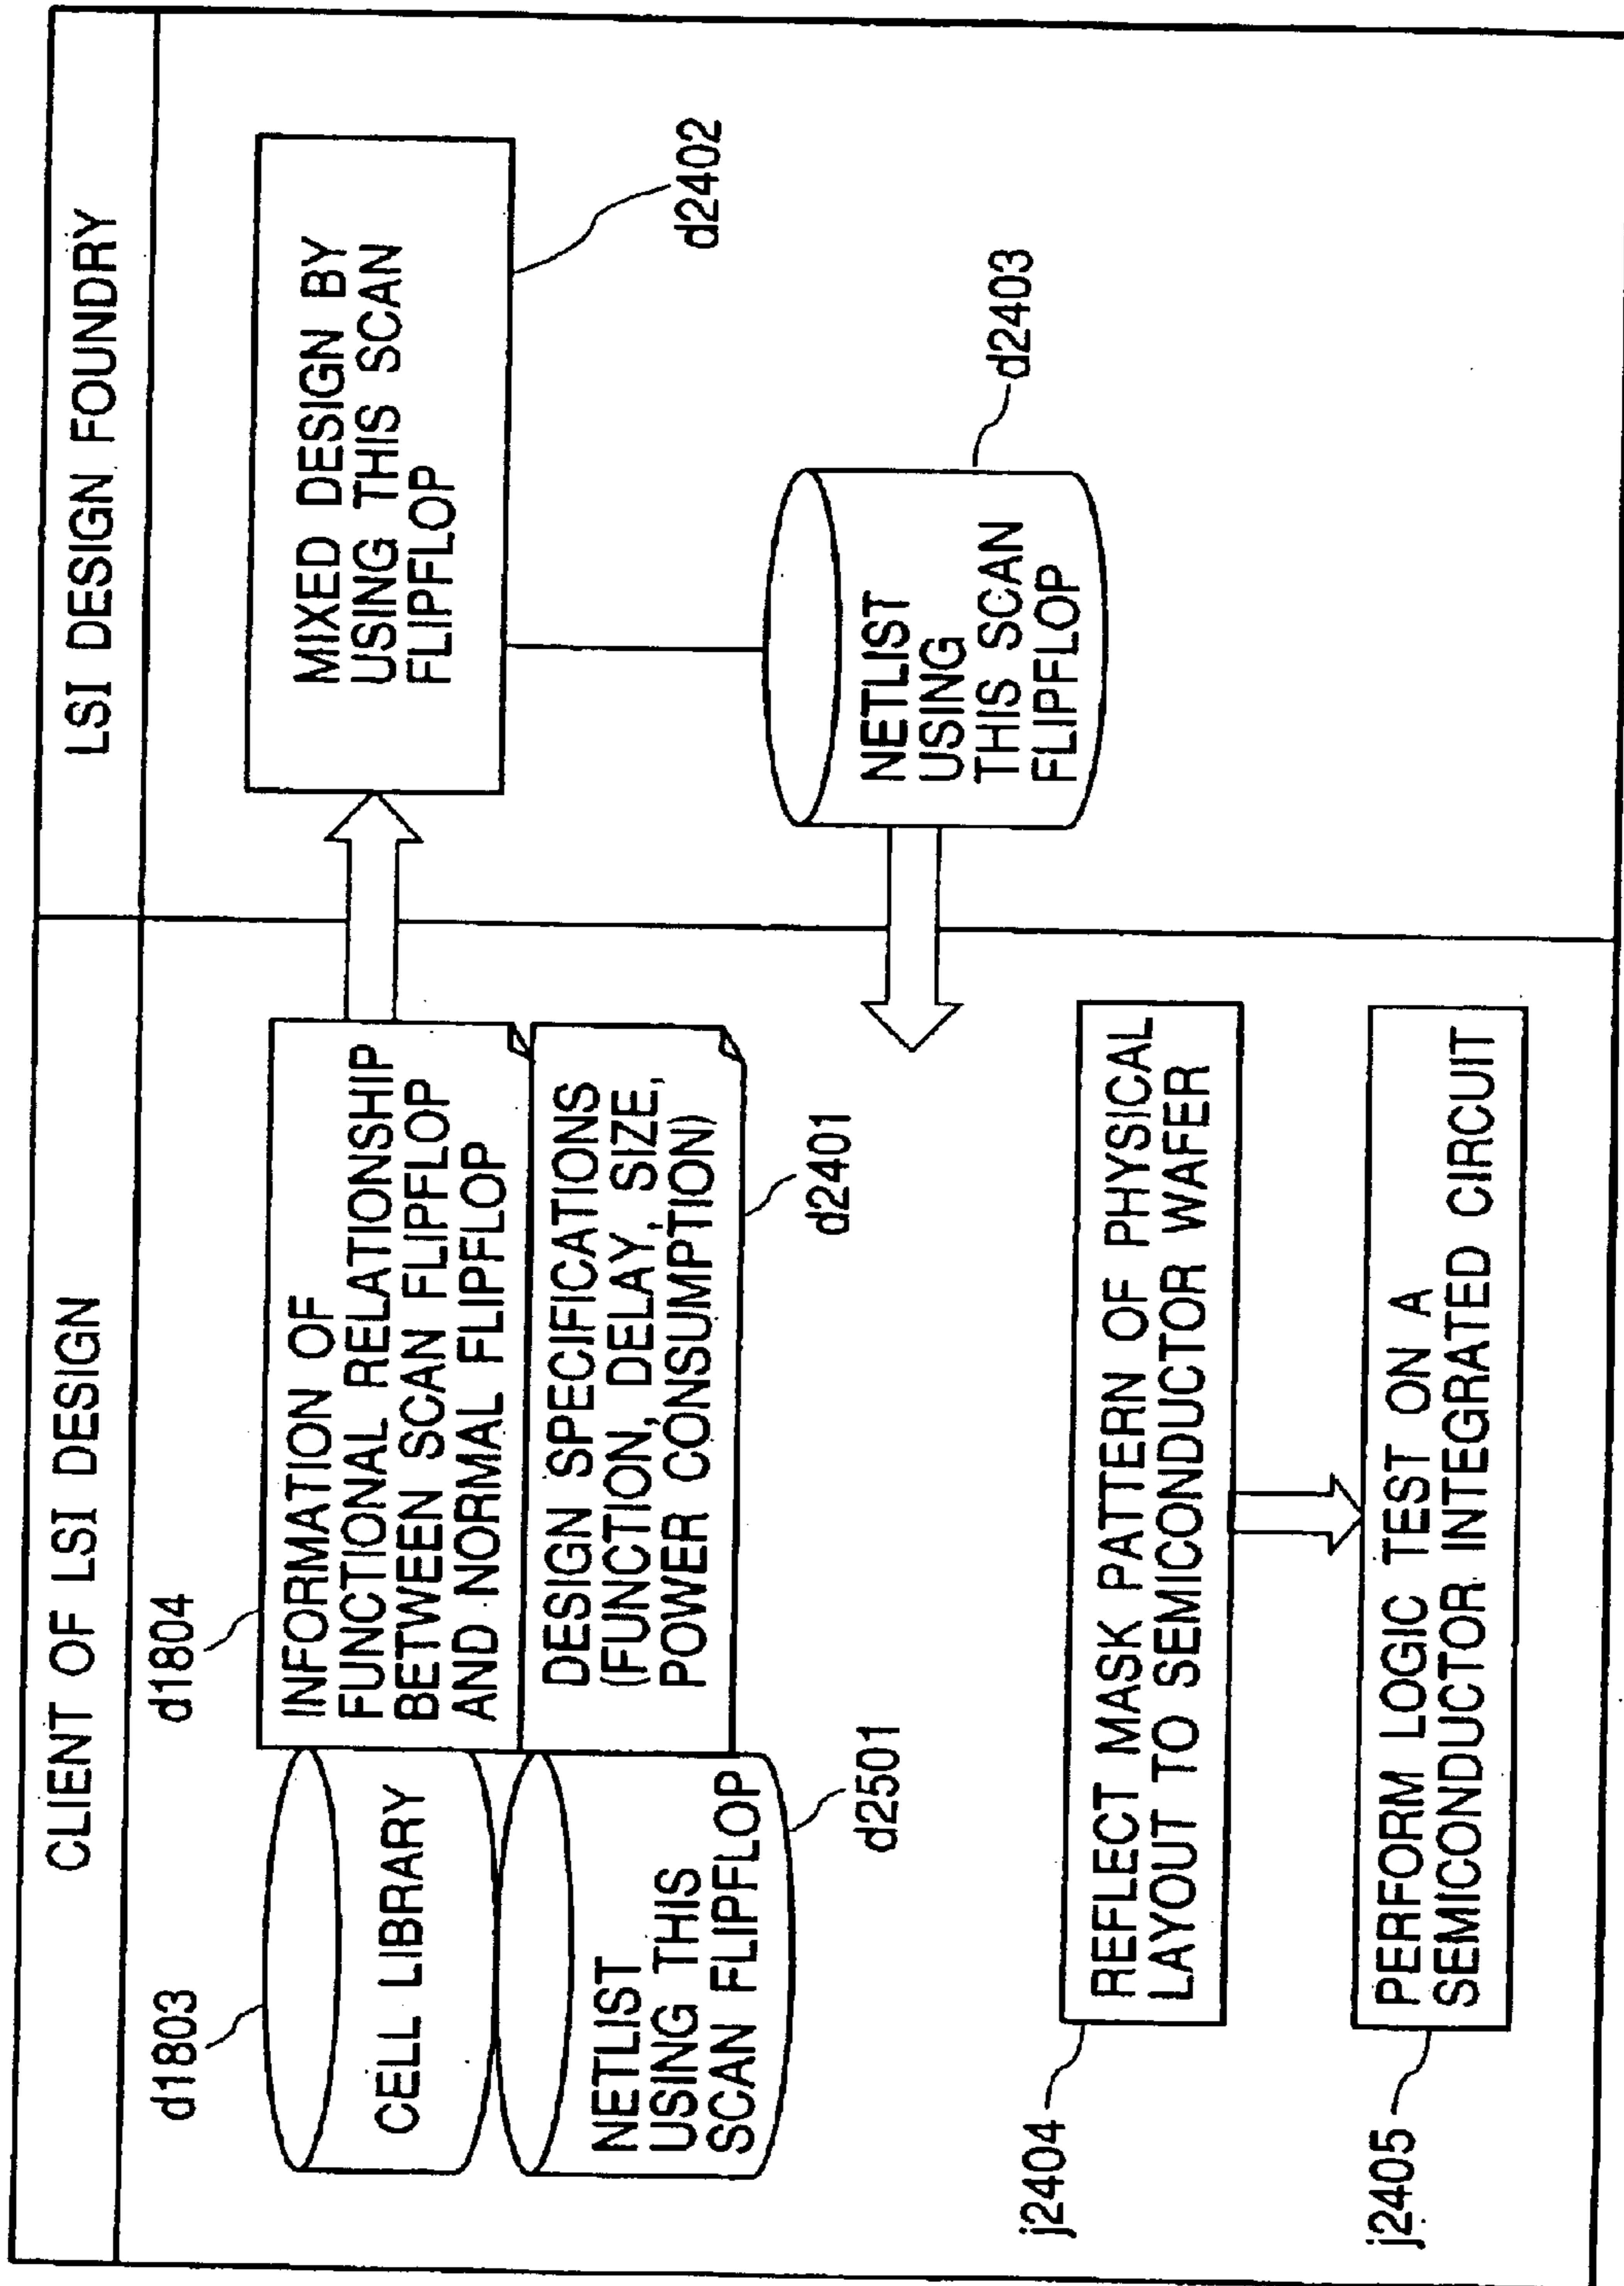 CLIENT OF LSI DESIGN
LSI DESIGN FOUNDRY
d1803
d1804
CELL LIBRARY
INFORMATION OF
FUNCTIONAL RELATIONSHIP
BETWEEN SCAN FLIPFLOP
AND NORMAL FLIPFLOP
MIXED DESIGN BY
USING THIS SCAN
FLIPFLOP
d2402
NETLIST
USING THIS
SCAN FLIPFLOP
d2501
DESIGN SPECIFICATIONS
(FUNCTION, DELAY, SIZE,
POWER CONSUMPTION)
d2401
NETLIST
USING
THIS SCAN
FLIPFLOP
d2403
j2404
REFLECT MASK PATTERN OF PHYSICAL
LAYOUT TO SEMICONDUCTOR WAFER
j2405
PERFORM LOGIC TEST ON A
SEMICONDUCTOR INTEGRATED CIRCUIT